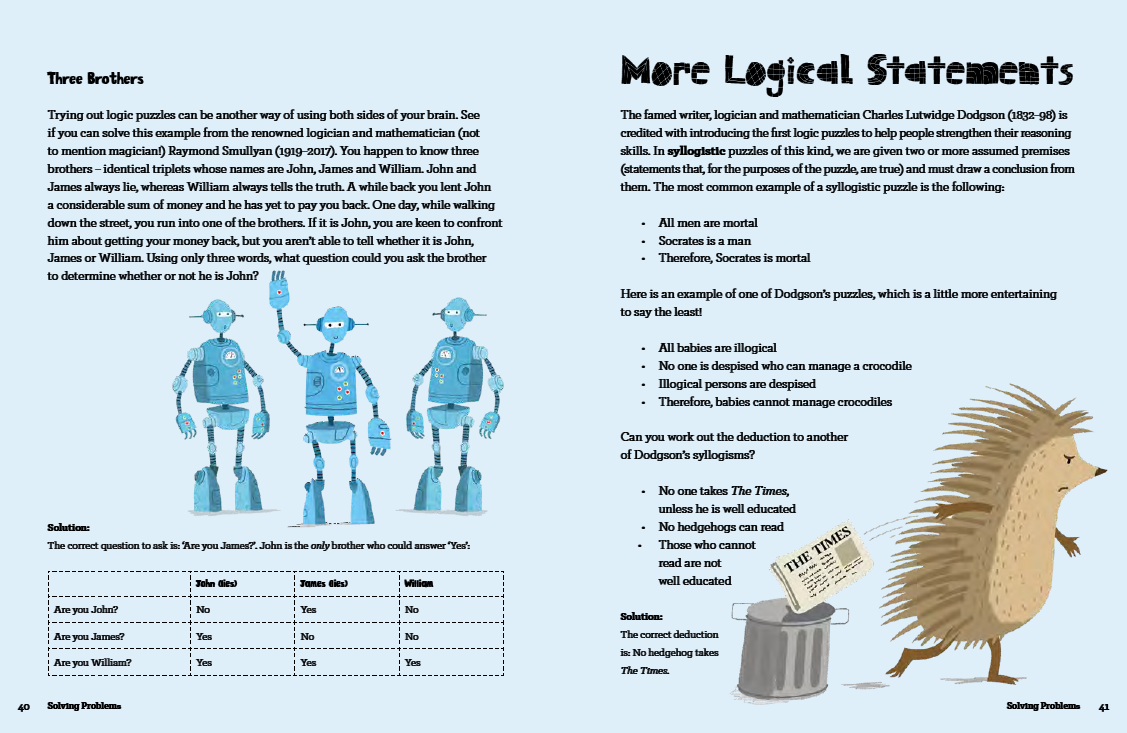 Three Brothers
Trying out logic puzzles can be another way of using both sides of your brain. See
if you can solve this example from the renowned logician and mathematician (not
to mention magician!) Raymond Smullyan (1919–2017). You happen to know three
brothers – identical triplets whose names are John, James and William. John and
James always lie, whereas William always tells the truth. A while back you lent John
a considerable sum of money and he has yet to pay you back. One day, while walking
down the street, you run into one of the brothers. If it is John, you are keen to confront
him about getting your money back, but you aren't able to tell whether it is John,
James or William. Using only three words, what question could you ask the brother
to determine whether or not he is John?
Solution:
The correct question to ask is: 'Are you James?'. John is the only brother who could answer 'Yes':
John (lies) James (lies) William
Are you John? No Yes No
Are you James? Yes No No
Are you William? Yes Yes Yes
40 Solving Problems
More Logical Statements
The famed writer, logician and mathematician Charles Lutwidge Dodgson (1832–98) is
credited with introducing the first logic puzzles to help people strengthen their reasoning
skills. In syllogistic puzzles of this kind, we are given two or more assumed premises
(statements that, for the purposes of the puzzle, are true) and must draw a conclusion from
them. The most common example of a syllogistic puzzle is the following:
• All men are mortal
• Socrates is a man
• Therefore, Socrates is mortal
Here is an example of one of Dodgson's puzzles, which is a little more entertaining
to say the least!
• All babies are illogical
• No one is despised who can manage a crocodile
• Illogical persons are despised
• Therefore, babies cannot manage crocodiles
Can you work out the deduction to another
of Dodgson's syllogisms?
• No one takes The Times,
unless he is well educated
• No hedgehogs can read
• Those who cannot
read are not
well educated
THE TIMES
Solution:
The correct deduction
is: No hedgehog takes
The Times.
Solving Problems 41